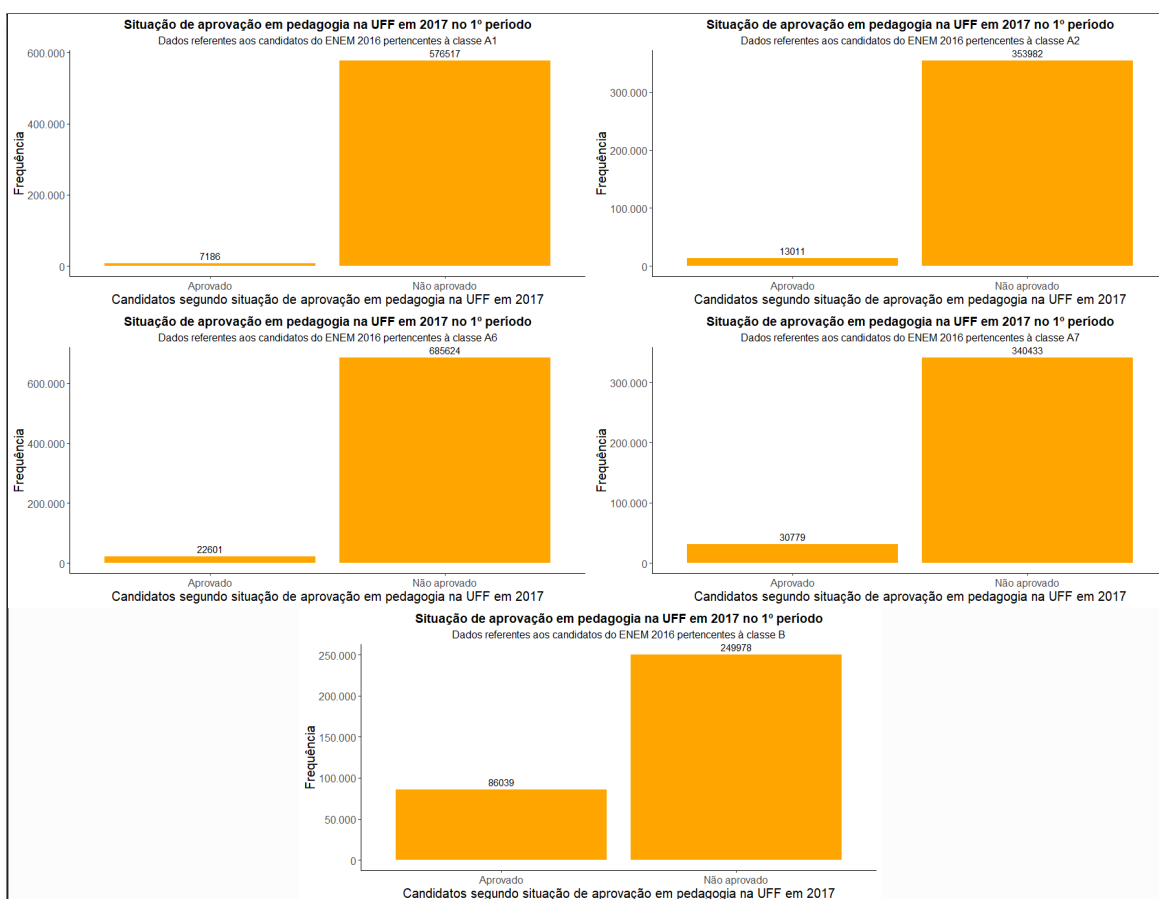 Situação de aprovação em pedagogia na UFF em 2017 no 1º período
Dados referentes aos candidatos do ENEM 2016 pertencentes à classe A1
600.000
400.000
200.000
0
Frequência
7186
576517
Aprovado
Não aprovado
Candidatos segundo situação de aprovação em pedagogia na UFF em 2017
Situação de aprovação em pedagogia na UFF em 2017 no 1º período
Dados referentes aos candidatos do ENEM 2016 pertencentes à classe A2
300.000
200.000
100.000
0
Frequência
13011
353982
Aprovado
Não aprovado
Candidatos segundo situação de aprovação em pedagogia na UFF em 2017
Situação de aprovação em pedagogia na UFF em 2017 no 1º período
Dados referentes aos candidatos do ENEM 2016 pertencentes à classe A6
600.000
400.000
200.000
0
Frequência
22601
685624
Aprovado
Não aprovado
Candidatos segundo situação de aprovação em pedagogia na UFF em 2017
Situação de aprovação em pedagogia na UFF em 2017 no 1º período
Dados referentes aos candidatos do ENEM 2016 pertencentes à classe A7
300.000
200.000
100.000
0
Frequência
30779
340433
Aprovado
Não aprovado
Candidatos segundo situação de aprovação em pedagogia na UFF em 2017
Situação de aprovação em pedagogia na UFF em 2017 no 1º período
Dados referentes aos candidatos do ENEM 2016 pertencentes à classe B
250.000
200.000
150.000
100.000
50.000
0
Frequência
86039
249978
Aprovado
Não aprovado
Candidatos segundo situação de aprovação em pedagogia na UFF em 2017